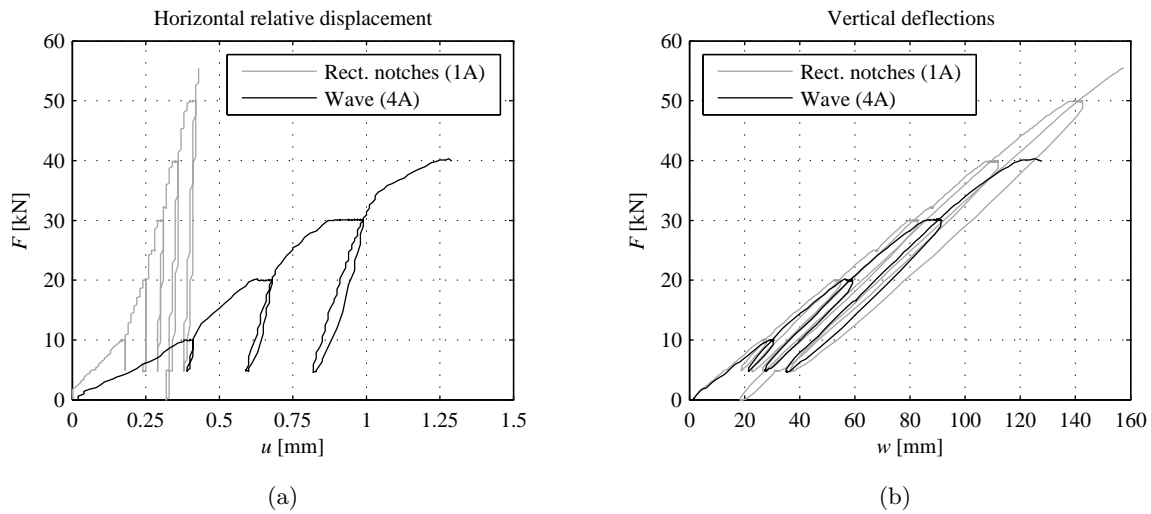 Horizontal relative displacement
60
50
40
30
20
10
0
F [kN]
Rect. notches (1A)
Wave (4A)
0 0.25 0.5 0.75 1 1.25 1.5
u [mm]
(a)
Vertical deflections
60
50
40
30
20
10
0
F [kN]
Rect. notches (1A)
Wave (4A)
0 20 40 60 80 100 120 140 160
w [mm]
(b)